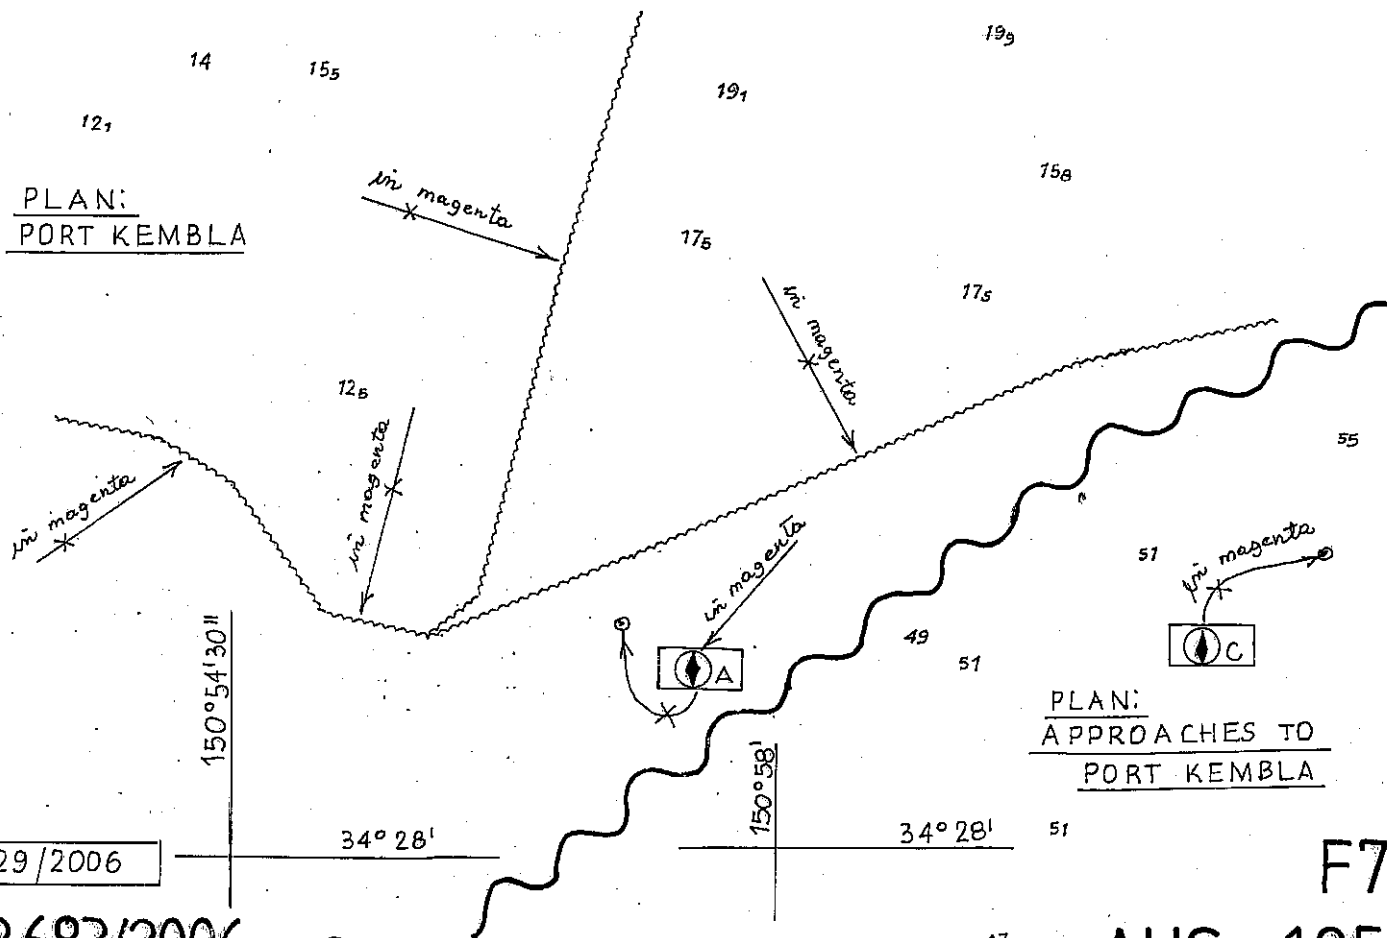 14
15₅
19₁
19₉
12₁
15₈
PLAN:
PORT KEMBLA
in magenta
17₅
17₅
in magenta
12₅
in magenta
in magenta
55
51
in magenta
in magenta
A
49
51
C
150°54'30"
150°58'
PLAN:
APPROACHES TO
PORT KEMBLA
34°28'
34°28'
51
29/2006
F7
AUS